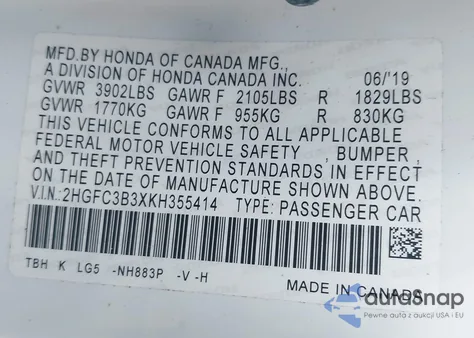 MFD.BY HONDA OF CANADA MFG.,
A DIVISION OF HONDA CANADA INC. 06/'19
GVWR 3902LBS GAWR F 2105LBS R 1829LBS
GVWR 1770KG GAWR F 955KG R 830KG
THIS VEHICLE CONFORMS TO ALL APPLICABLE
FEDERAL MOTOR VEHICLE SAFETY , BUMPER ,
AND THEFT PREVENTION STANDARDS IN EFFECT
ON THE DATE OF MANUFACTURE SHOWN ABOVE.
V.I.N.:2HGFC3B3XKH355414 TYPE: PASSENGER CAR
TBH K LG5 -NH883P -V -H
MADE IN CANADA
autoSnap
Pewne auta z aukcji USA i EU